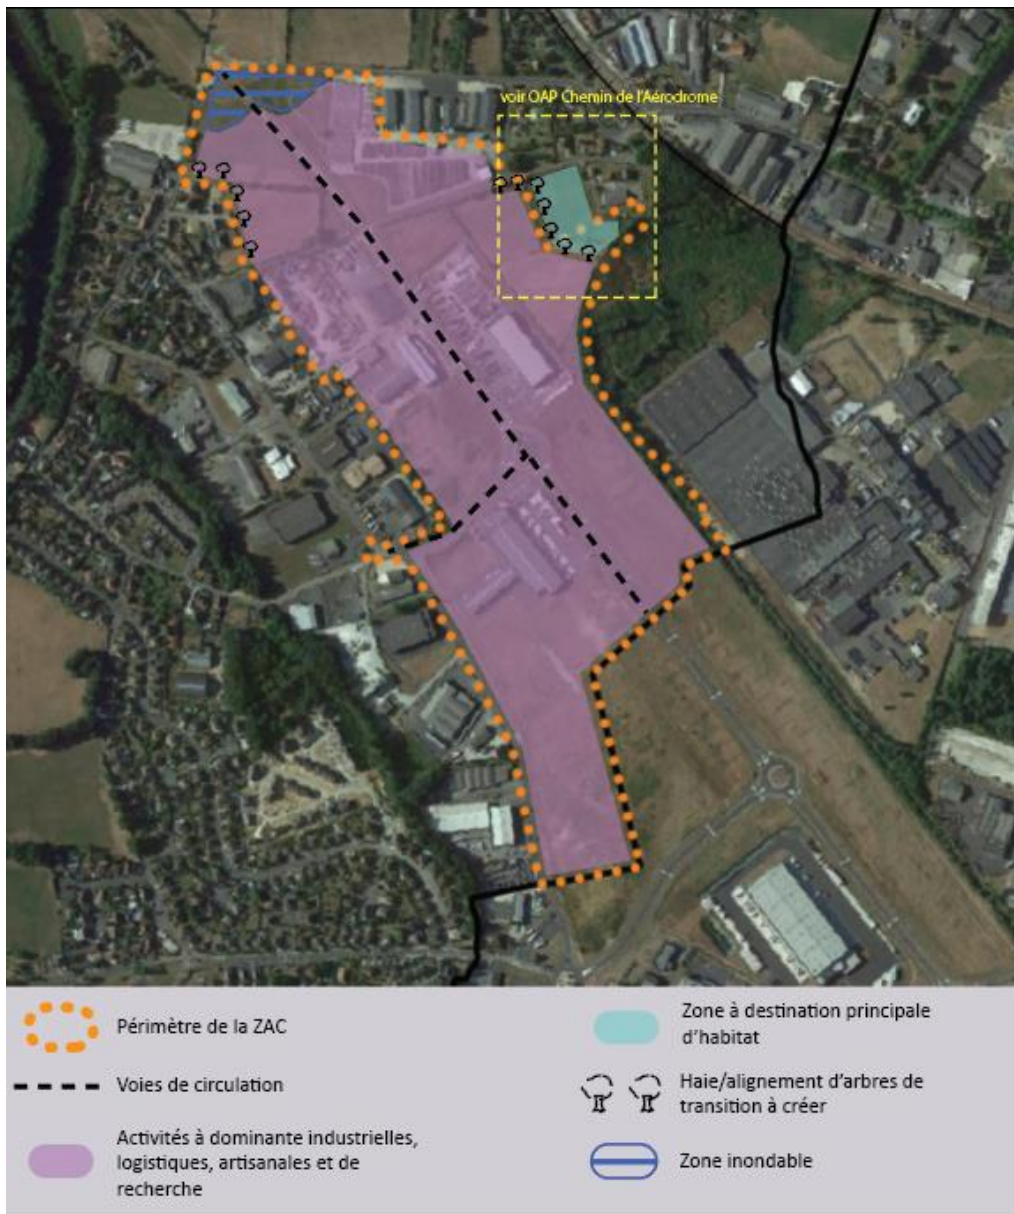 voir OAP Chemin de l'Aérodrome
Périmètre de la ZAC
Voies de circulation
Activités à dominante industrielles,
logistiques, artisanales et de
recherche
Zone à destination principale
d'habitat
Haie/alignement d'arbres de
transition à créer
Zone inondable